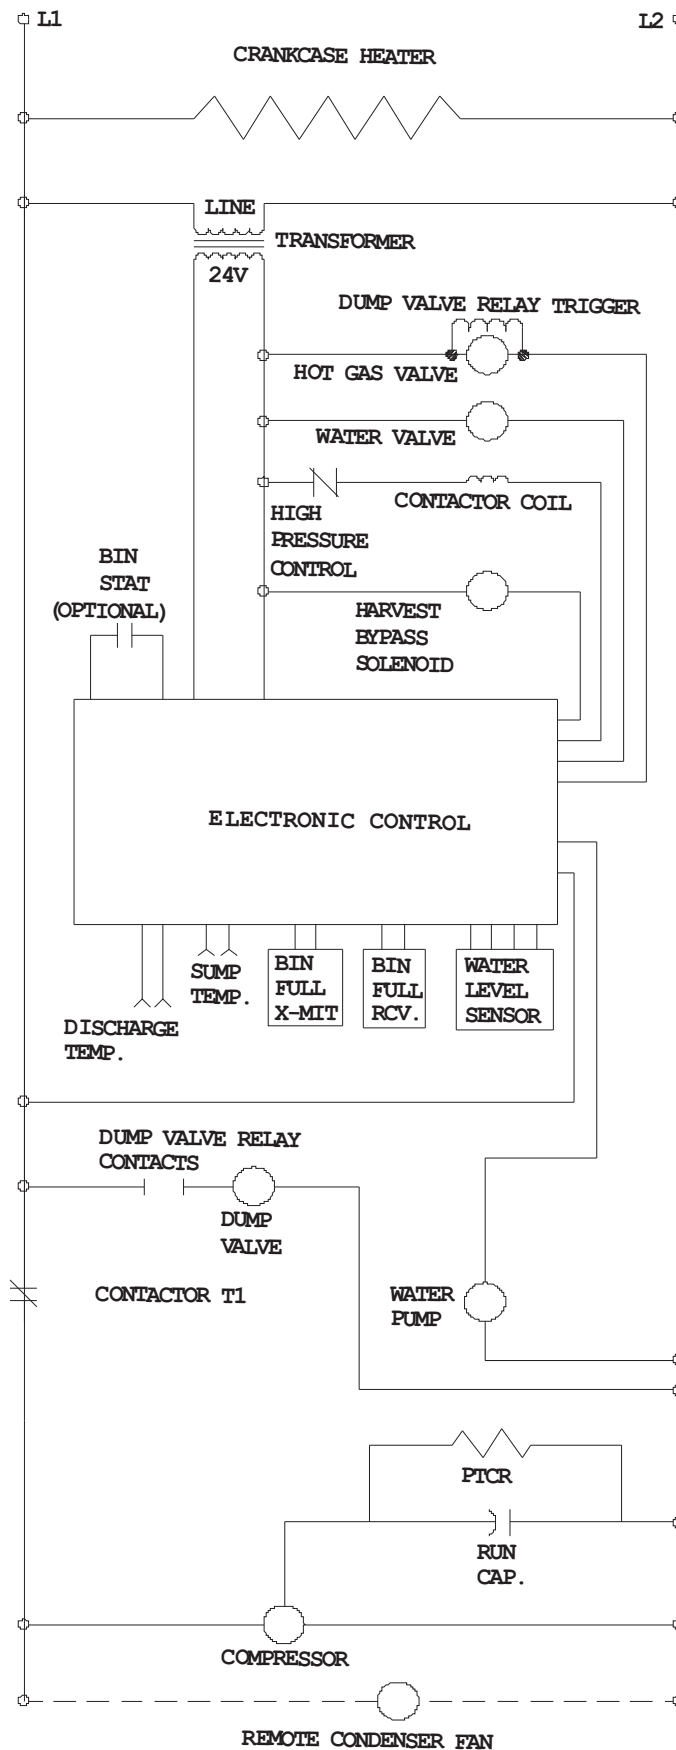 L1
L2
CRANKCASE HEATER
LINE
TRANSFORMER
24V
DUMP VALVE RELAY TRIGGER
HOT GAS VALVE
WATER VALVE
CONTACTOR COIL
HIGH
PRESSURE
CONTROL
BIN
STAT
(OPTIONAL)
HARVEST
BYPASS
SOLENOID
ELECTRONIC CONTROL
DISCHARGE
TEMP.
SUMP
TEMP.
BIN
FULL
X-MIT
BIN
FULL
RCV.
WATER
LEVEL
SENSOR
DUMP VALVE RELAY
CONTACTS
DUMP
VALVE
CONTACTOR T1
WATER
PUMP
PTCR
RUN
CAP.
COMPRESSOR
REMOTE CONDENSER FAN